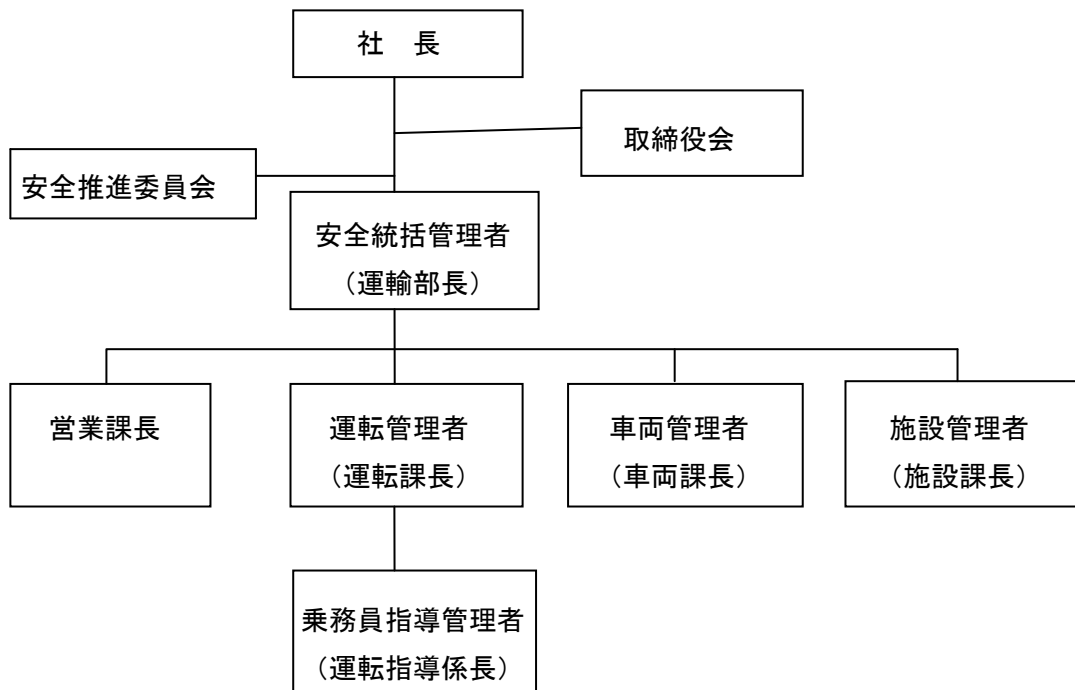 社　長
取締役会
安全推進委員会
安全統括管理者
（運輸部長）
営業課長
運転管理者
（運転課長）
車両管理者
（車両課長）
施設管理者
（施設課長）
乗務員指導管理者
（運転指導係長）